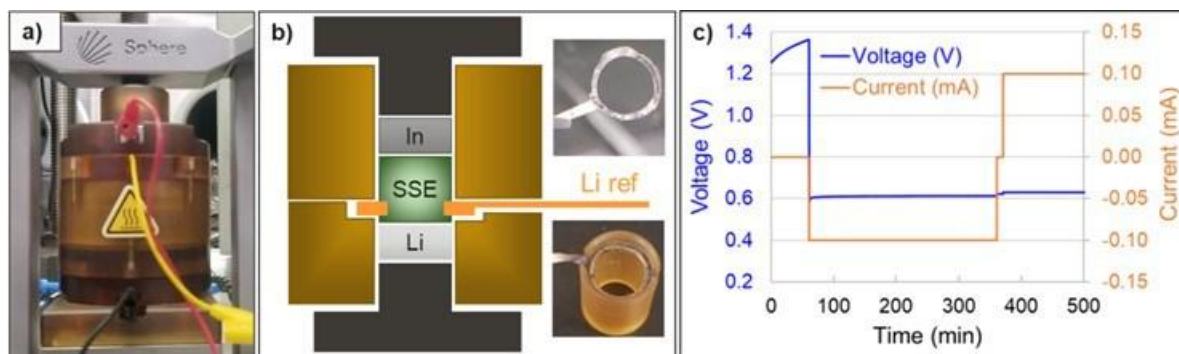 a)
Sphere
b)
In
SSE
Li
Li ref
c)
Voltage (V)
Current (mA)
1.4
1.2
1.0
0.8
0.6
0.4
0.2
Voltage (V)
0.15
0.10
0.05
0.00
-0.05
-0.10
-0.15
Current (mA)
0 100 200 300 400 500
Time (min)